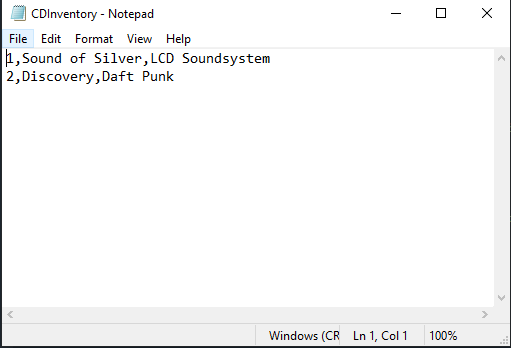 CDInventory - Notepad
File Edit Format View Help
1,Sound of Silver,LCD Soundsystem
2,Discovery,Daft Punk
Windows (CR Ln 1, Col 1 100%